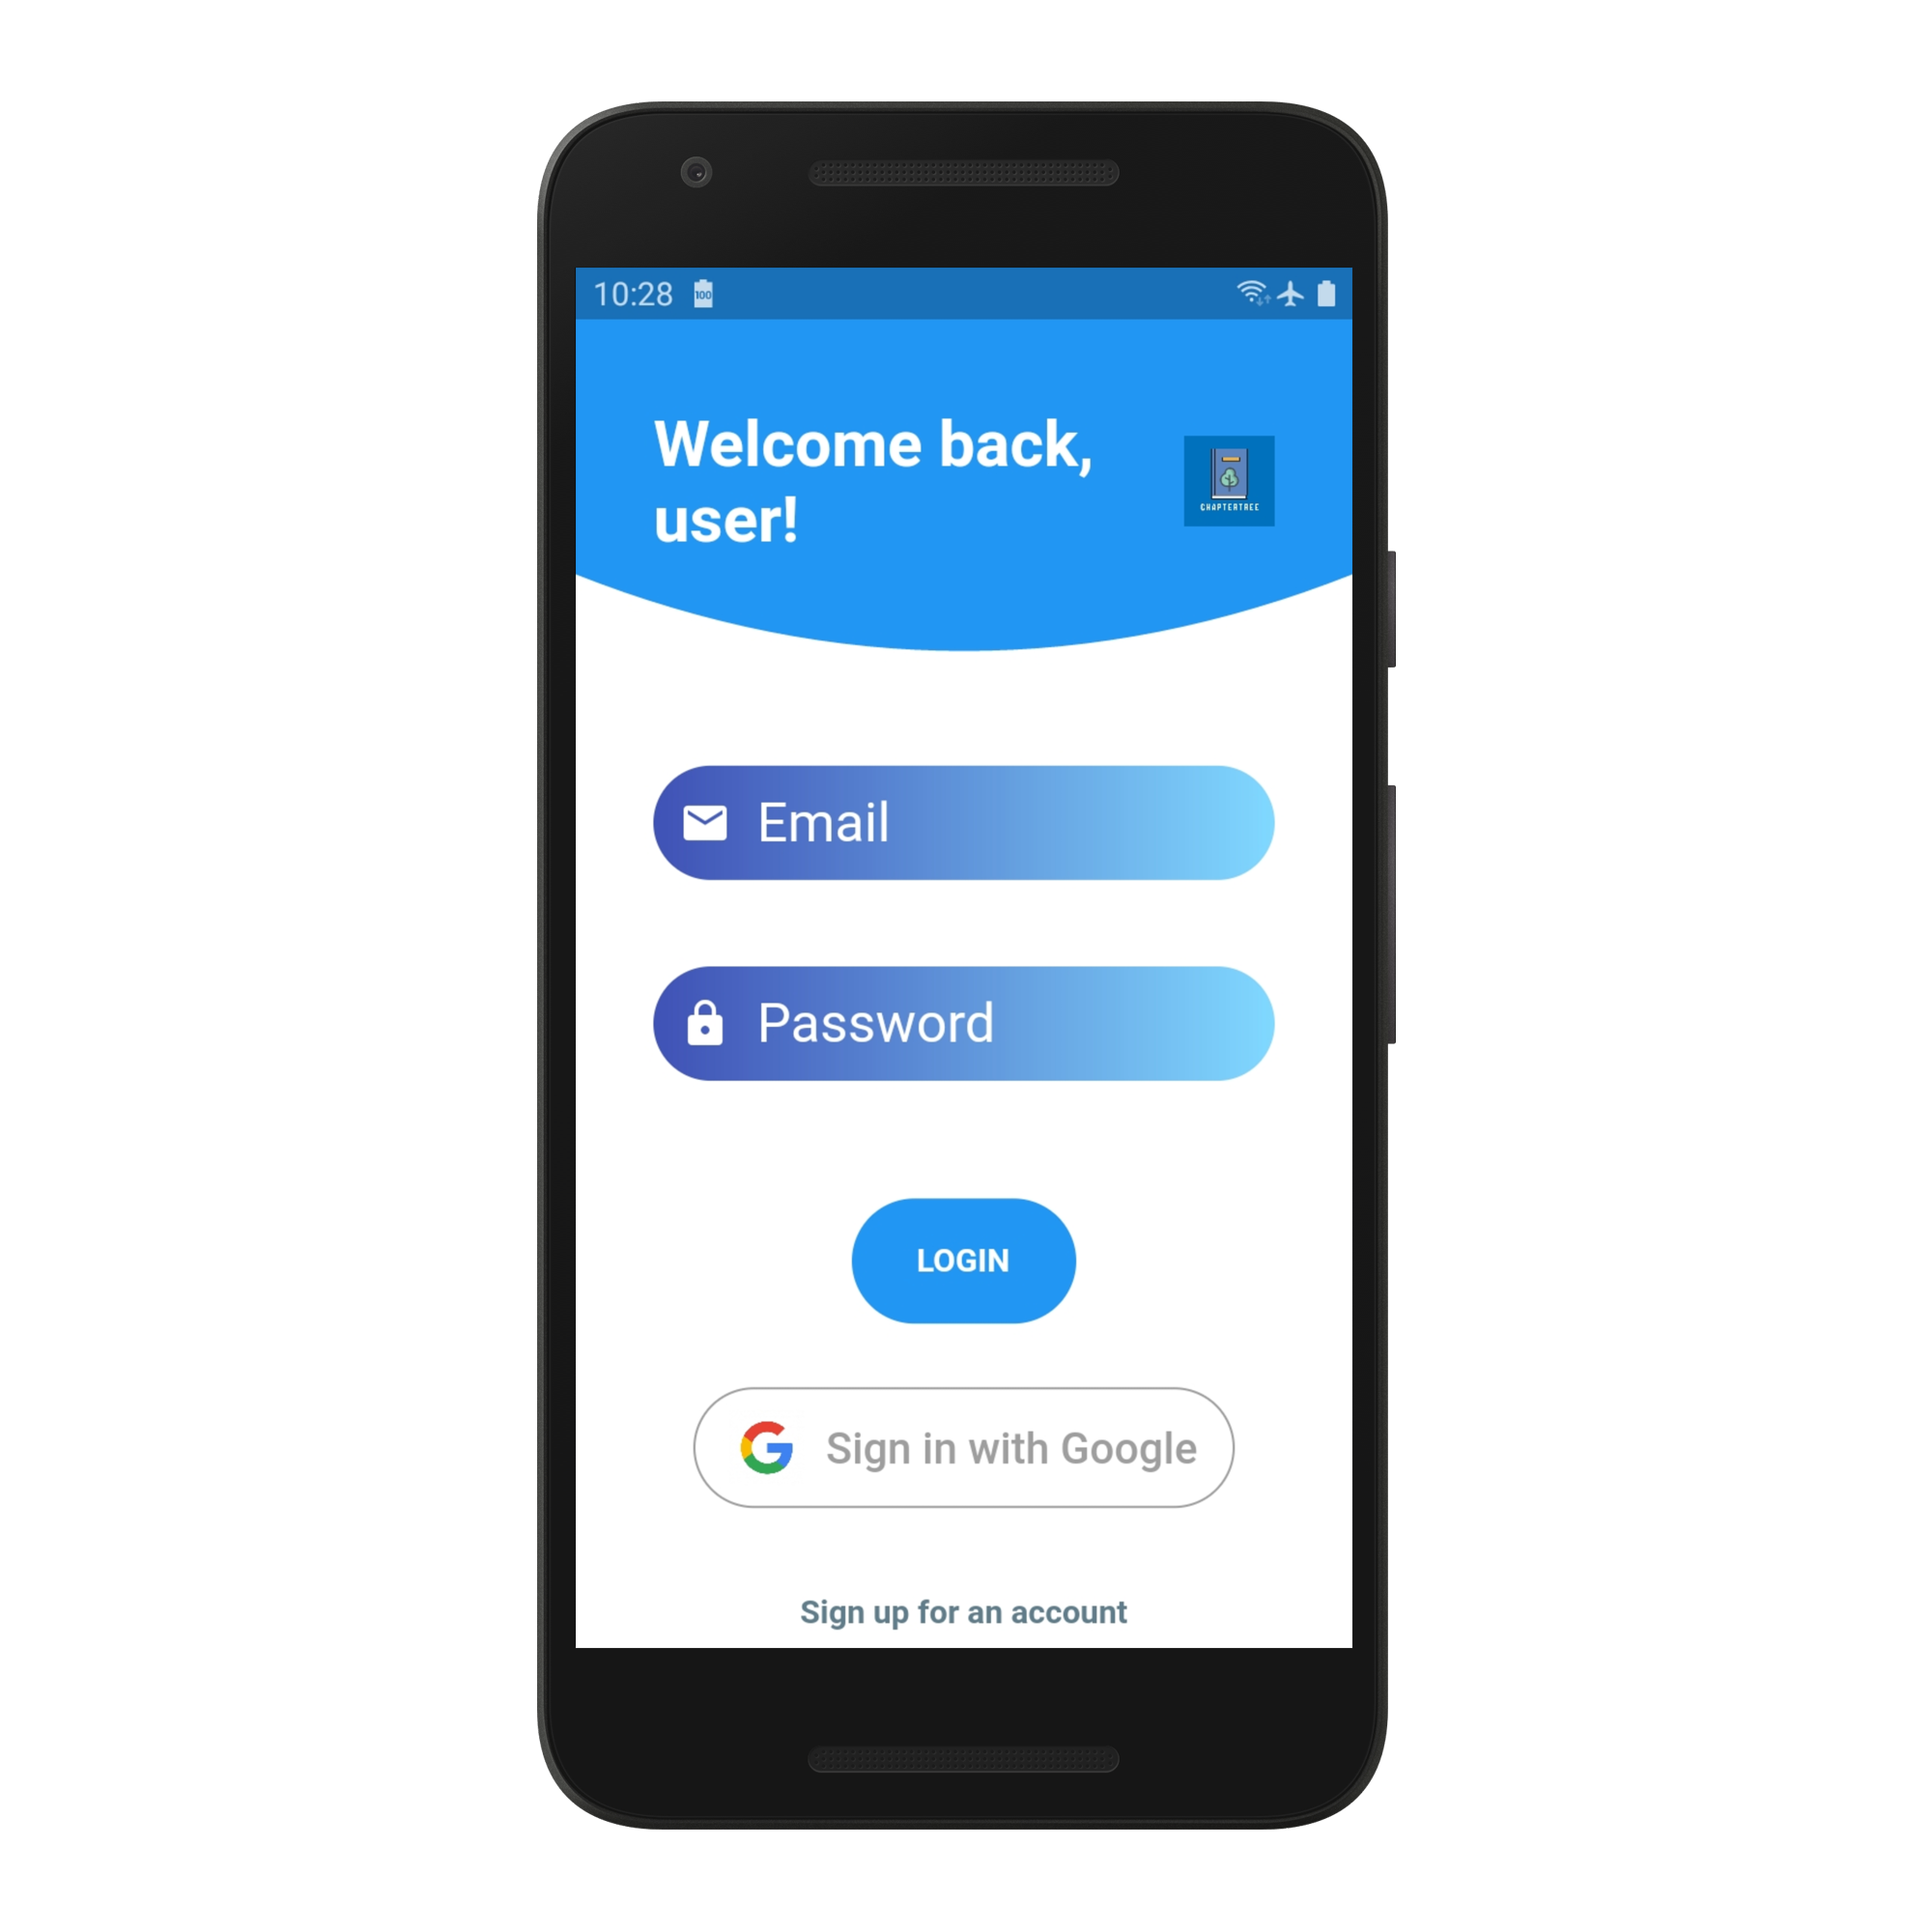 10:28 100
Welcome back,
user!
CHAPTERTREE
Email
Password
LOGIN
Sign in with Google
Sign up for an account